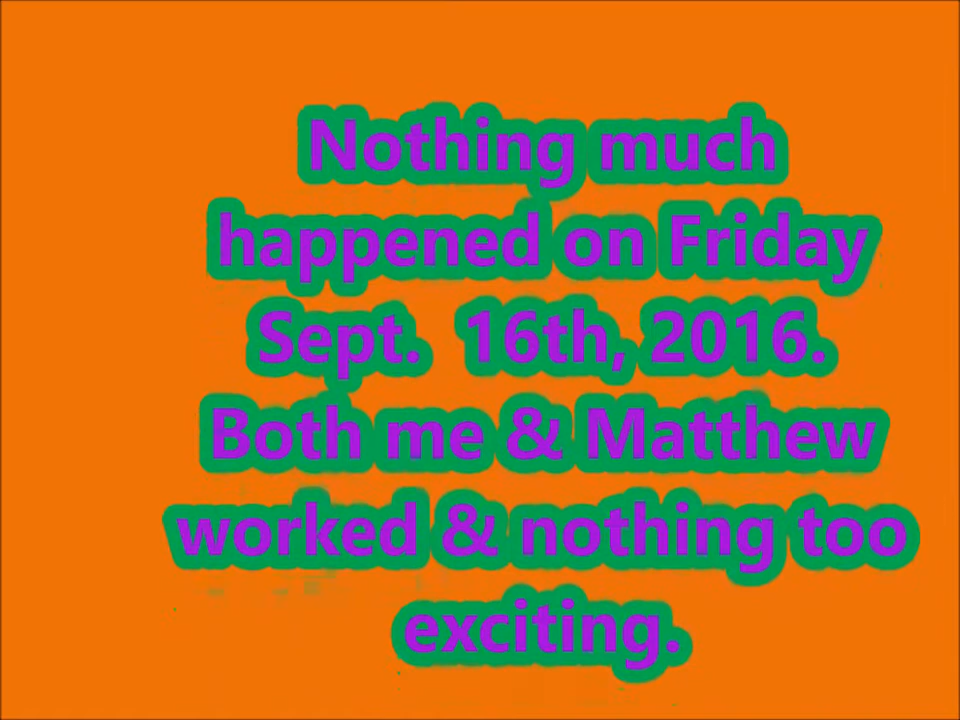 Nothing much
happened on Friday
Sept.  16th, 2016.
Both me & Matthew
worked & nothing too
exciting.